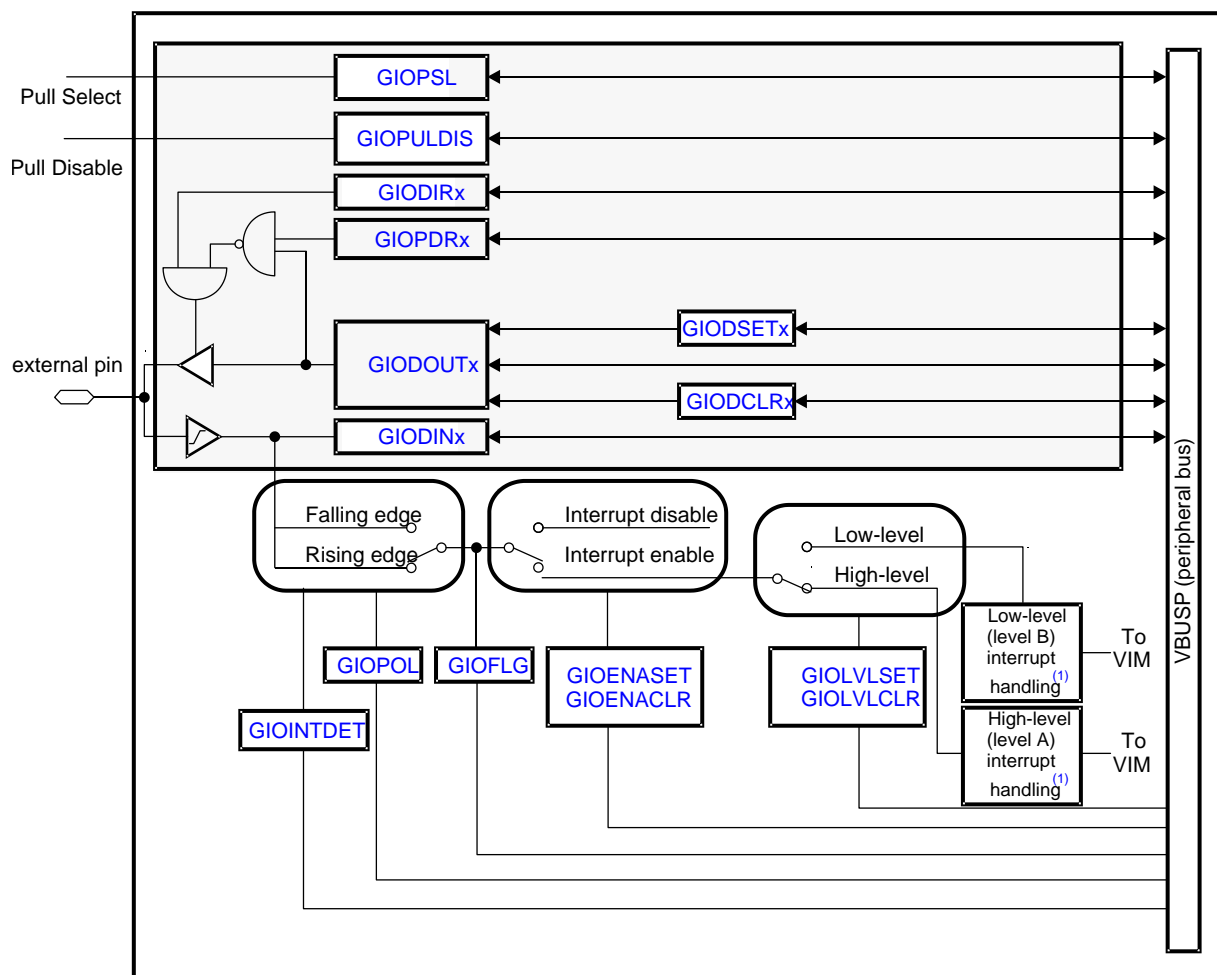 GIOPSL
Pull Select
GIOPULDIS
Pull Disable
GIODIRx
GIOPDRx
GIODSETx
external pin
GIODOUTx
GIODCLRx
GIODINx
VBUSP (peripheral bus)
Falling edge
Rising edge
Interrupt disable
Interrupt enable
Low-level
High-level
Low-level
(level B)
interrupt
handling(1)
To
VIM
GIOPOL
GIOFLG
GIOENASET
GIOENACLR
GIOLVLSET
GIOLVLCLR
GIOINTDET
High-level
(level A)
interrupt
handling(1)
To
VIM